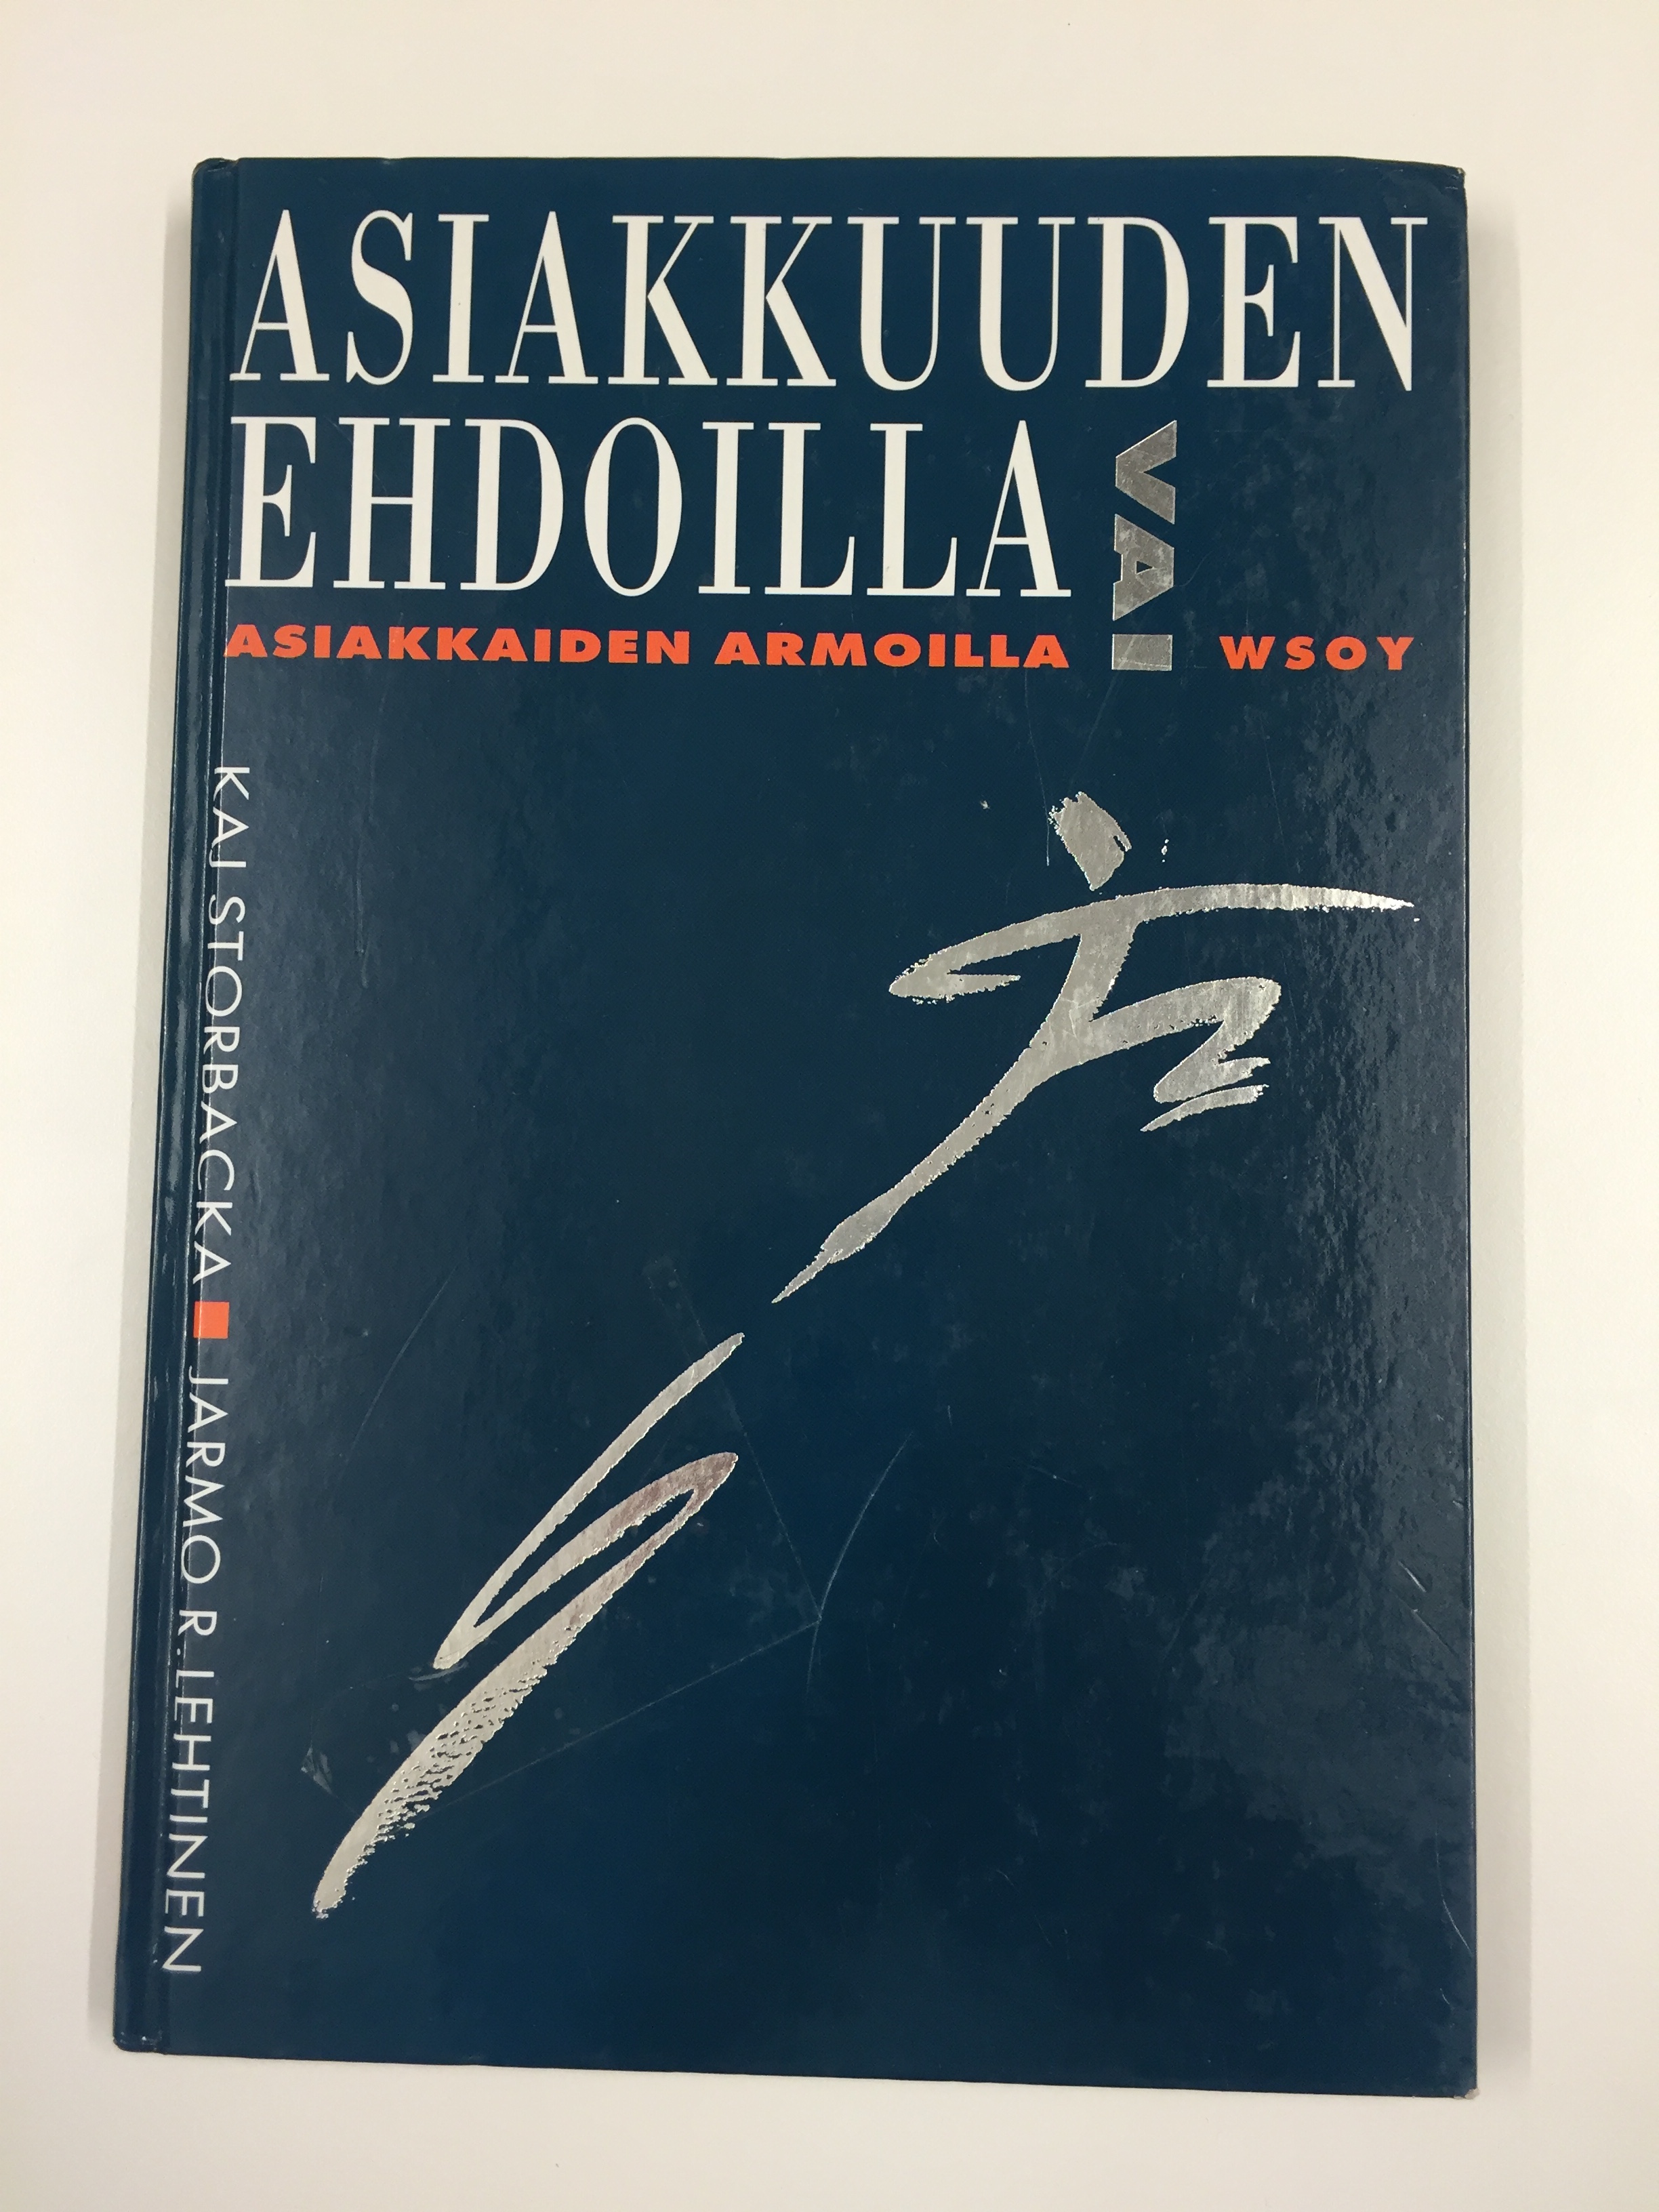 ASIAKKUUDEN
EHDOILLA
VAI
ASIAKKAIDEN ARMOILLA
WSOY
KAJ STORBACKA ■ JARMO R. LEHTINEN